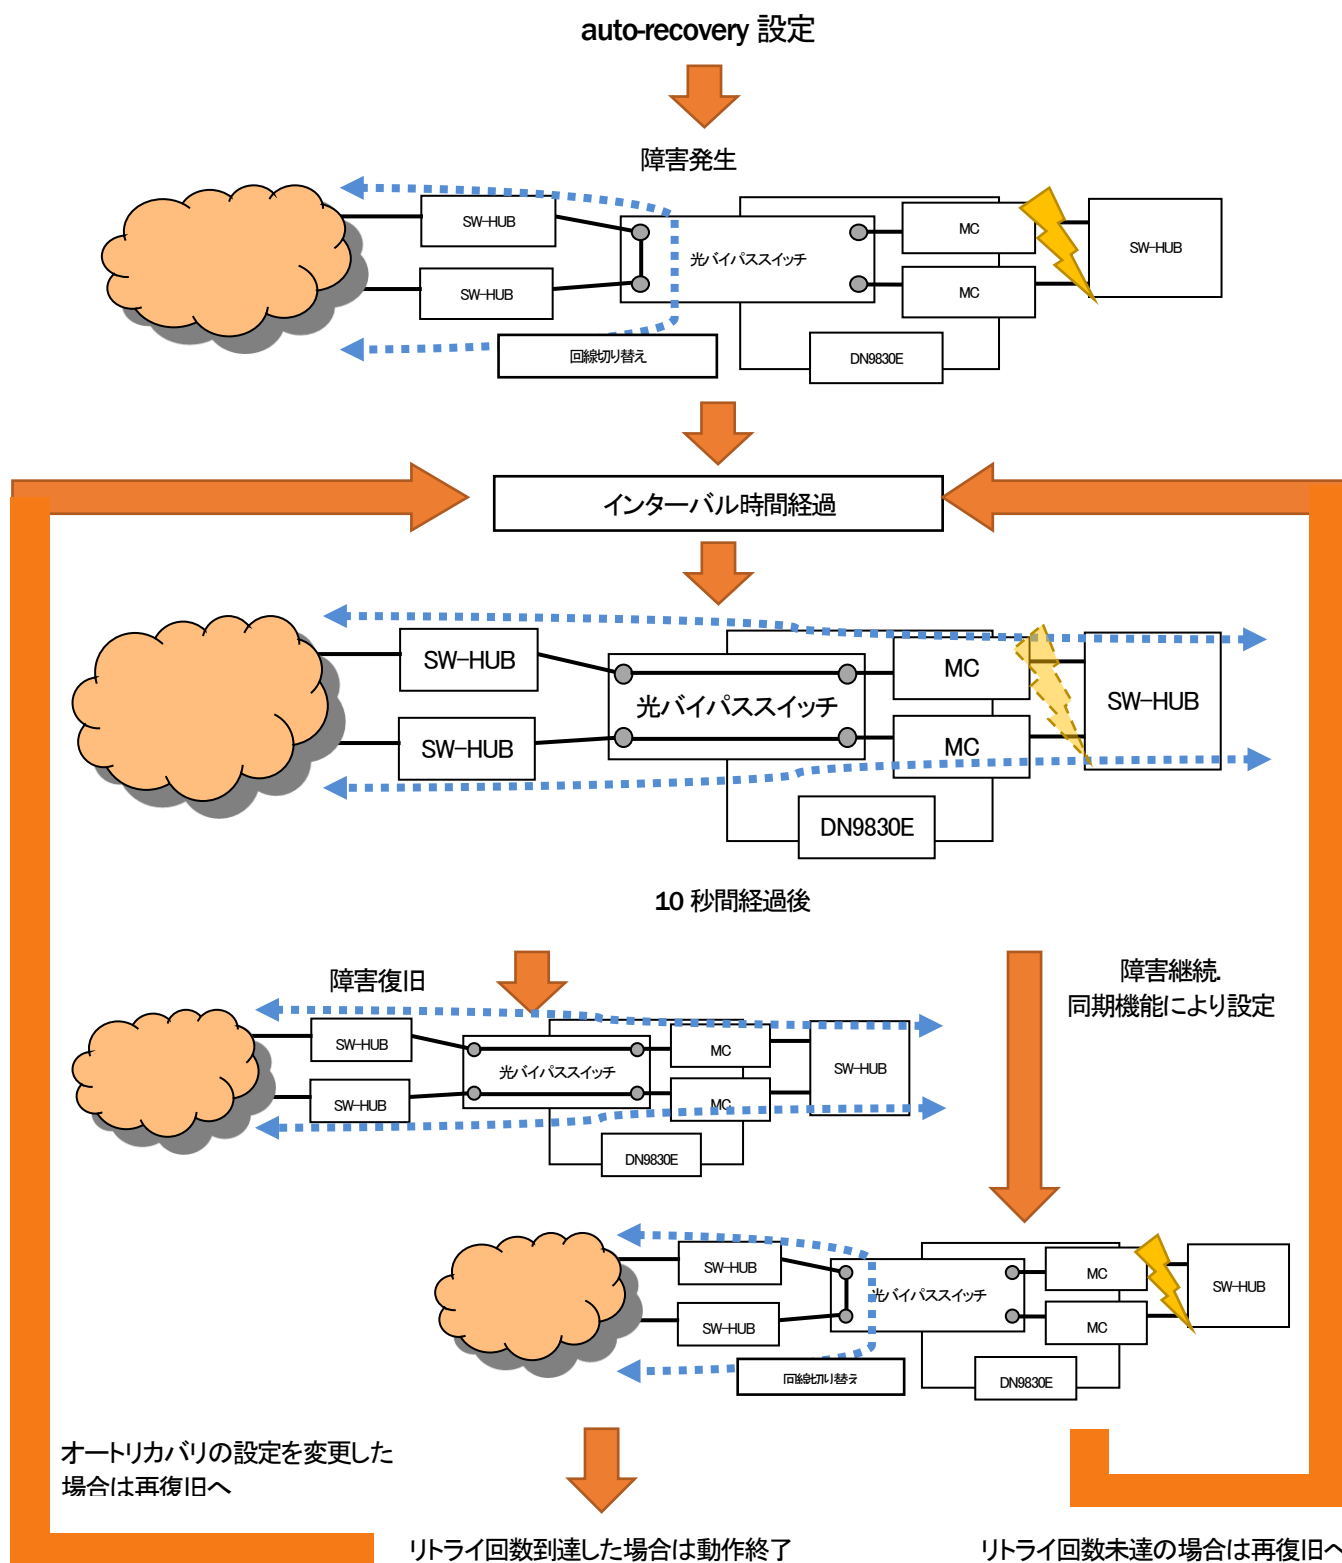 auto-recovery 設定
障害発生
SW-HUB
SW-HUB
光バイパススイッチ
MC
MC
SW-HUB
DN9830E
回線切り替え
インターバル時間経過
SW-HUB
SW-HUB
光バイパススイッチ
MC
MC
SW-HUB
DN9830E
10 秒間経過後
障害復旧
SW-HUB
SW-HUB
光バイパススイッチ
MC
MC
SW-HUB
DN9830E
障害継続.
同期機能により設定
SW-HUB
SW-HUB
光バイパススイッチ
MC
MC
SW-HUB
DN9830E
回線切り替え
オートリカバリの設定を変更した
場合は再復旧へ
リトライ回数到達した場合は動作終了
リトライ回数未達の場合は再復旧へ